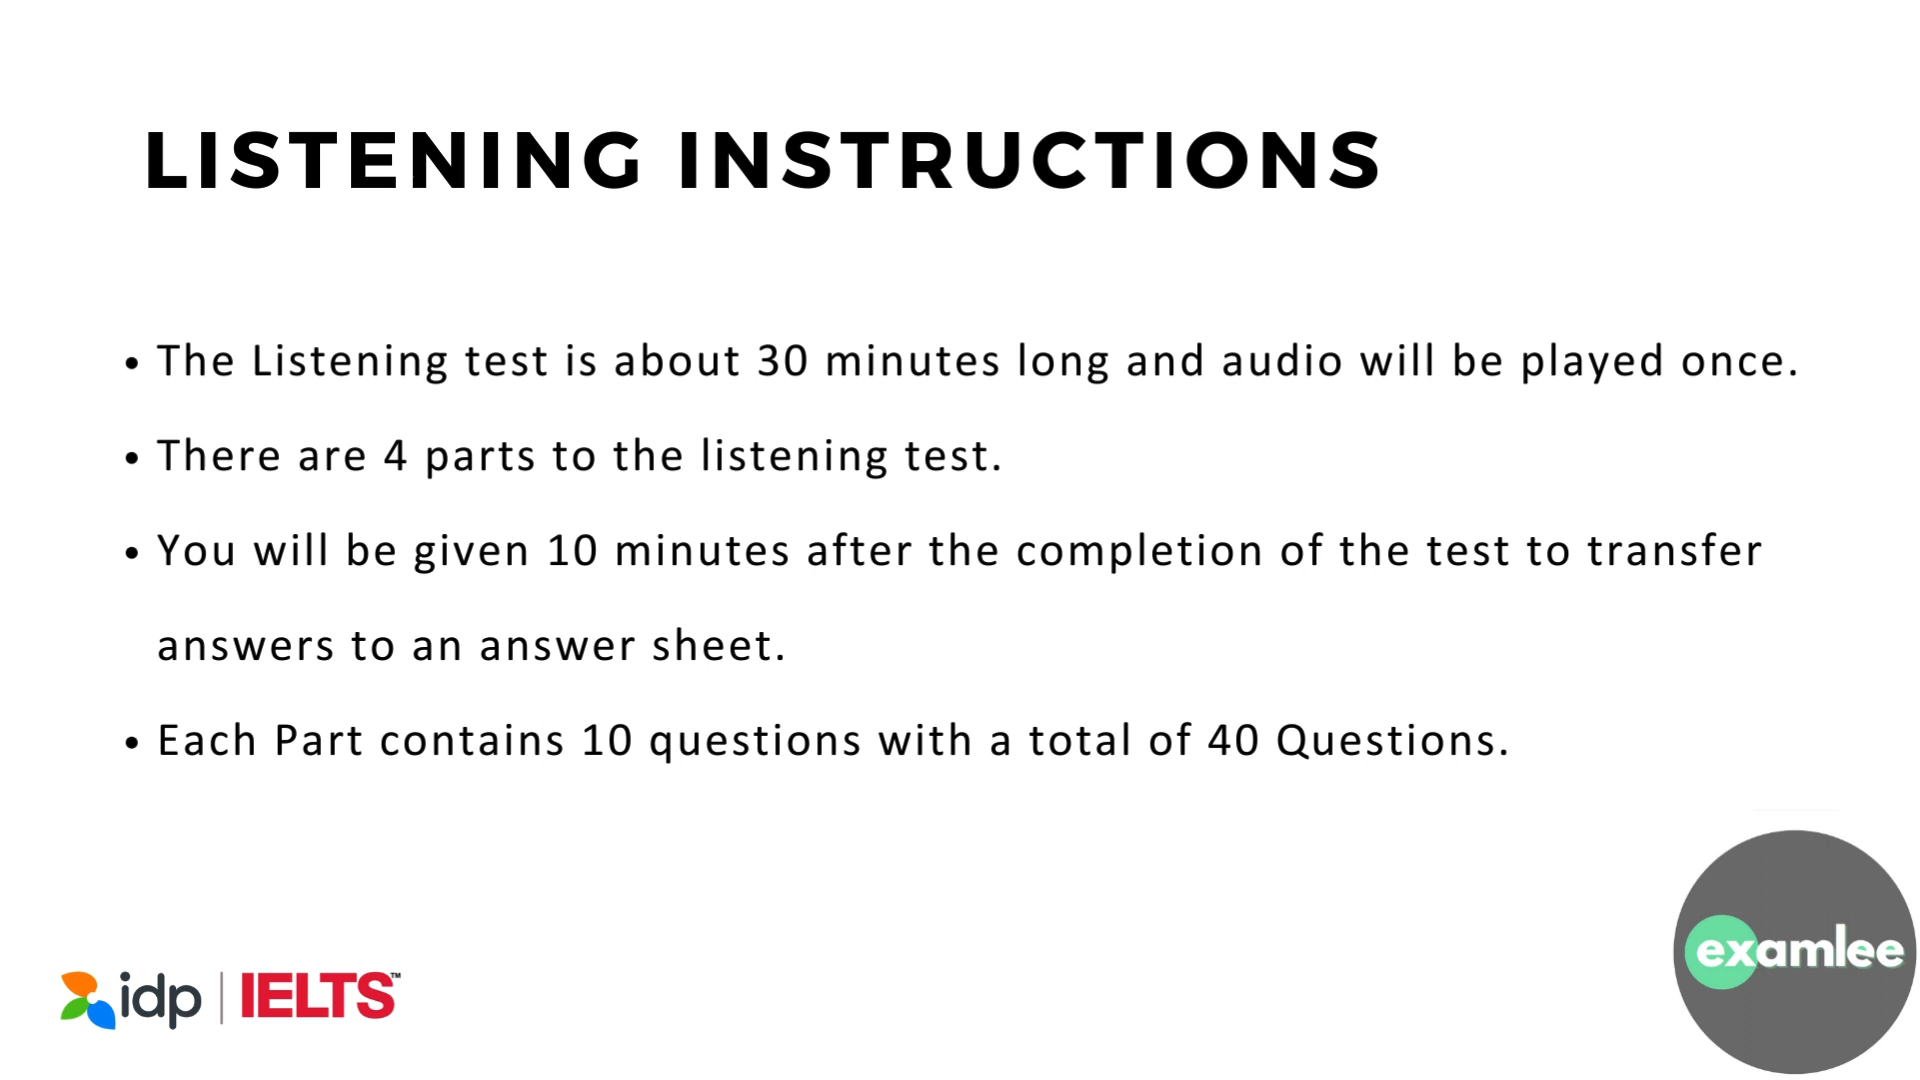 LISTENING INSTRUCTIONS
• The Listening test is about 30 minutes long and audio will be played once.
• There are 4 parts to the listening test.
• You will be given 10 minutes after the completion of the test to transfer
answers to an answer sheet.
• Each Part contains 10 questions with a total of 40 Questions.
idp | IELTS™
examlee